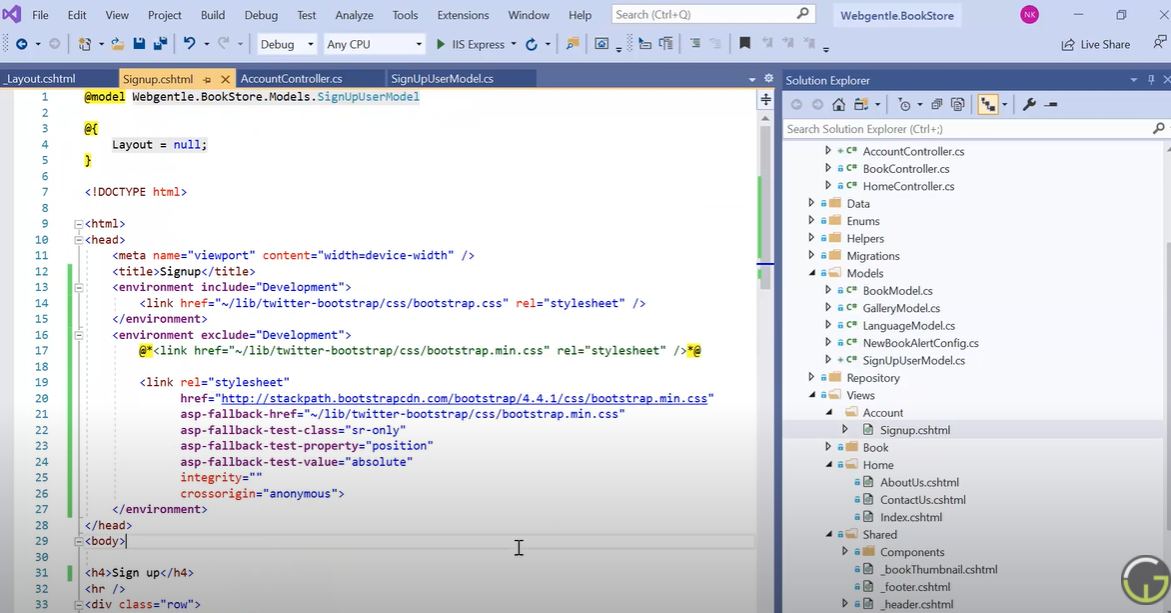 File Edit View Project Build Debug Test Analyze Tools Extensions Window Help Search (Ctrl+Q) Webgentle.BookStore NK
Debug Any CPU IIS Express Live Share
_Layout.cshtml Signup.cshtml AccountController.cs SignUpUserModel.cs
1 @model Webgentle.BookStore.Models.SignUpUserModel
2
3 @{
4 Layout = null;
5 }
6
7 <!DOCTYPE html>
8
9 <html>
10 <head>
11 <meta name="viewport" content="width=device-width" />
12 <title>Signup</title>
13 <environment include="Development">
14 <link href="~/lib/twitter-bootstrap/css/bootstrap.css" rel="stylesheet" />
15 </environment>
16 <environment exclude="Development">
17 @*<link href="~/lib/twitter-bootstrap/css/bootstrap.min.css" rel="stylesheet" />*@
18
19 <link rel="stylesheet"
20 href="http://stackpath.bootstrapcdn.com/bootstrap/4.4.1/css/bootstrap.min.css"
21 asp-fallback-href="~/lib/twitter-bootstrap/css/bootstrap.min.css"
22 asp-fallback-test-class="sr-only"
23 asp-fallback-test-property="position"
24 asp-fallback-test-value="absolute"
25 integrity=""
26 crossorigin="anonymous">
27 </environment>
28 </head>
29 <body>
30
31 <h4>Sign up</h4>
32 <hr />
33 <div class="row">
Solution Explorer
Search Solution Explorer (Ctrl+;)
C# AccountController.cs
C# BookController.cs
C# HomeController.cs
Data
Enums
Helpers
Migrations
Models
C# BookModel.cs
C# GalleryModel.cs
C# LanguageModel.cs
C# NewBookAlertConfig.cs
C# SignUpUserModel.cs
Repository
Views
Account
Signup.cshtml
Book
Home
AboutUs.cshtml
ContactUs.cshtml
Index.cshtml
Shared
Components
_bookThumbnail.cshtml
_footer.cshtml
_header.cshtml